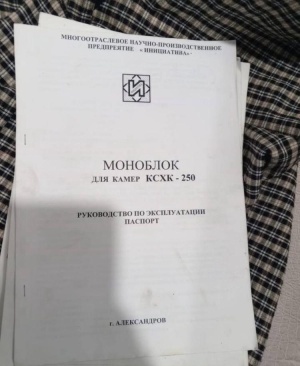 МНОГООТРАСЛЕВОЕ НАУЧНО-ПРОИЗВОДСТВЕННОЕ
ПРЕДПРИЯТИЕ «ИНИЦИАТИВА»
МОНОБЛОК
ДЛЯ КАМЕР КСХК - 250
РУКОВОДСТВО ПО ЭКСПЛУАТАЦИИ
ПАСПОРТ
г. АЛЕКСАНДРОВ